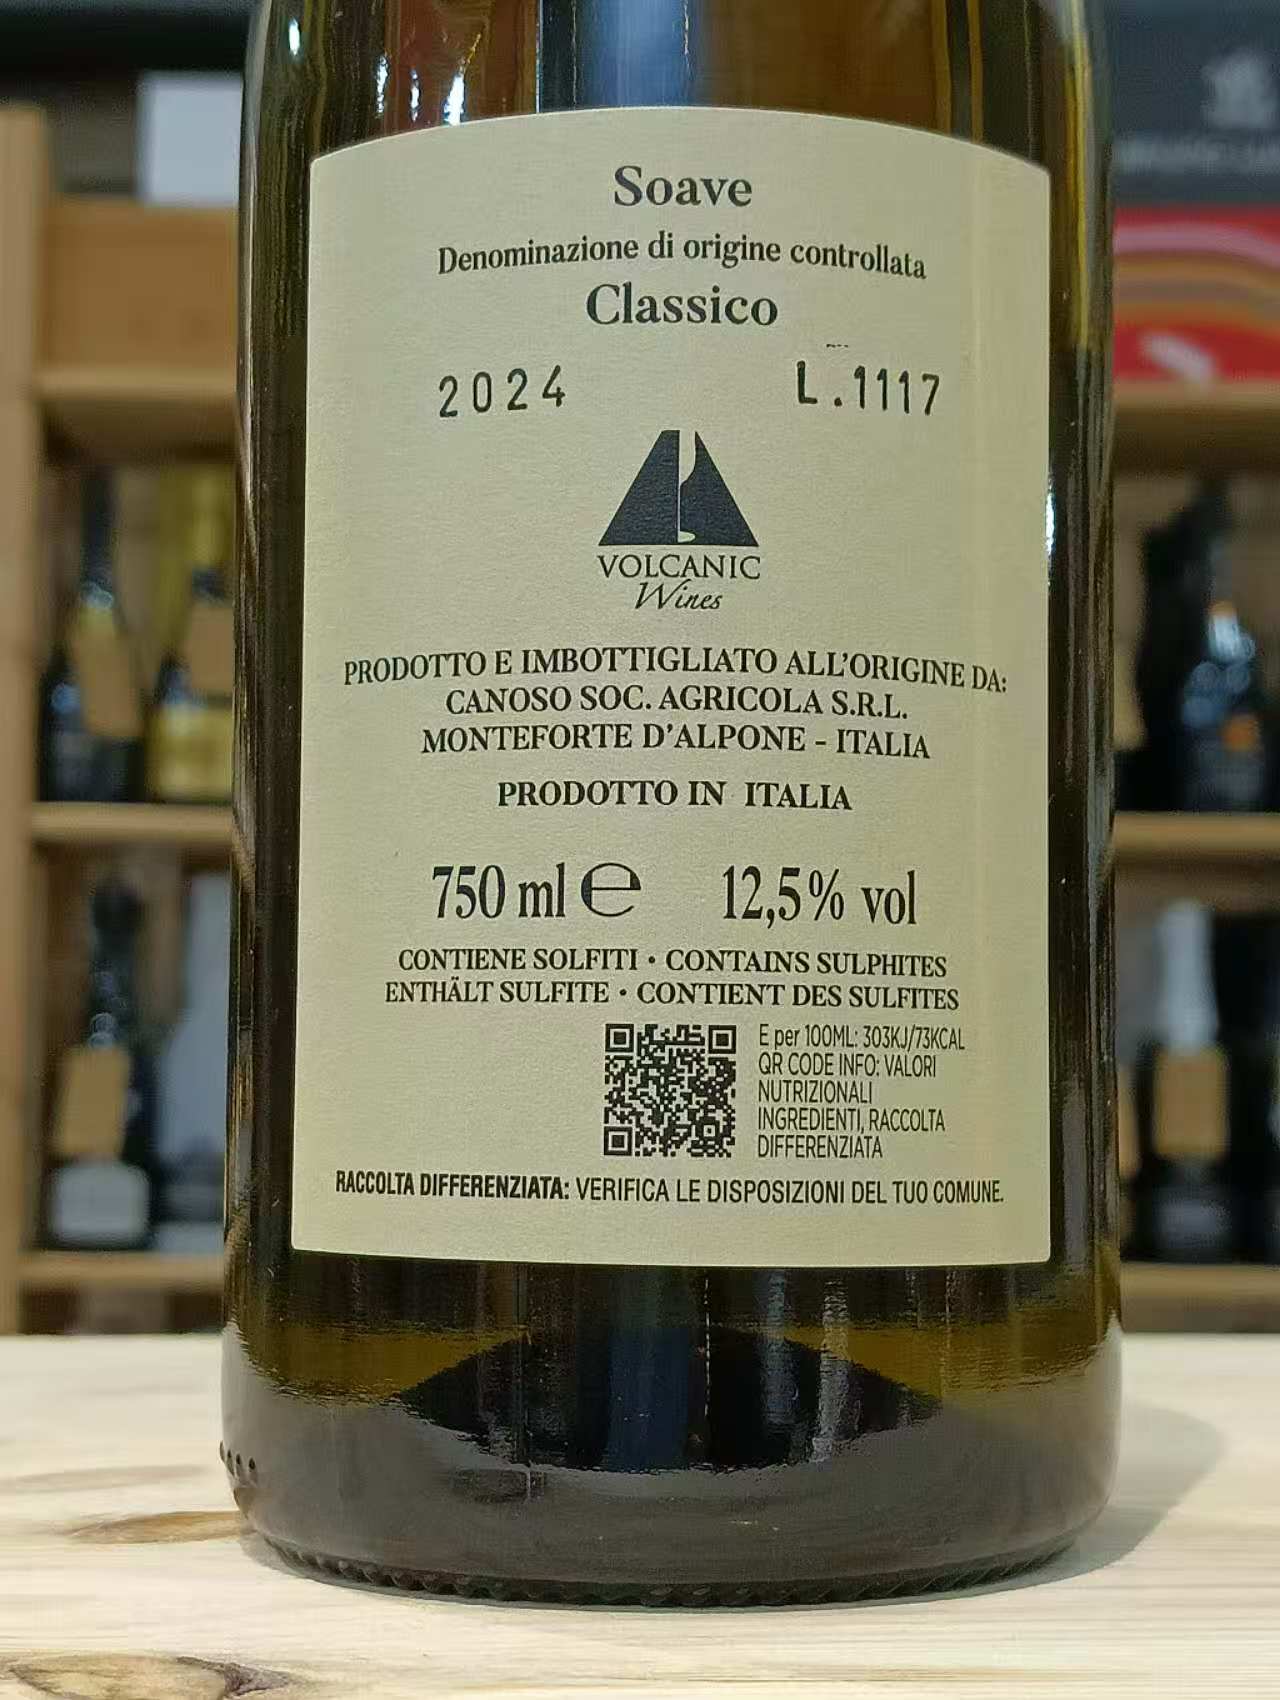 Soave
Denominazione di origine controllata
Classico
2024 L.1117
VOLCANIC
Wines
PRODOTTO E IMBOTTIGLIATO ALL'ORIGINE DA:
CANOSO SOC. AGRICOLA S.R.L.
MONTEFORTE D'ALPONE - ITALIA
PRODOTTO IN ITALIA
750 ml e 12,5% vol
CONTIENE SOLFITI • CONTAINS SULPHITES
ENTHÄLT SULFITE • CONTIENT DES SULFITES
E per 100ML: 303KJ/73KCAL
QR CODE INFO: VALORI
NUTRIZIONALI
INGREDIENTI, RACCOLTA
DIFFERENZIATA
RACCOLTA DIFFERENZIATA: VERIFICA LE DISPOSIZIONI DEL TUO COMUNE.